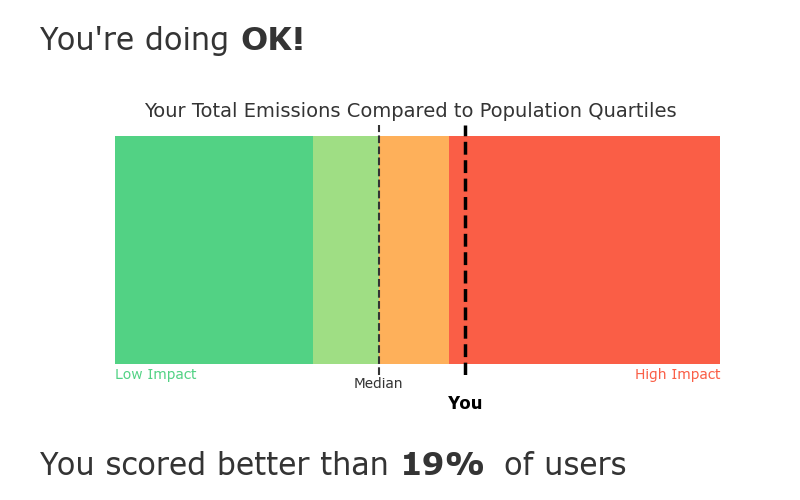 You're doing OK!
Your Total Emissions Compared to Population Quartiles
Low Impact
High Impact
Median
You
You scored better than 19% of users